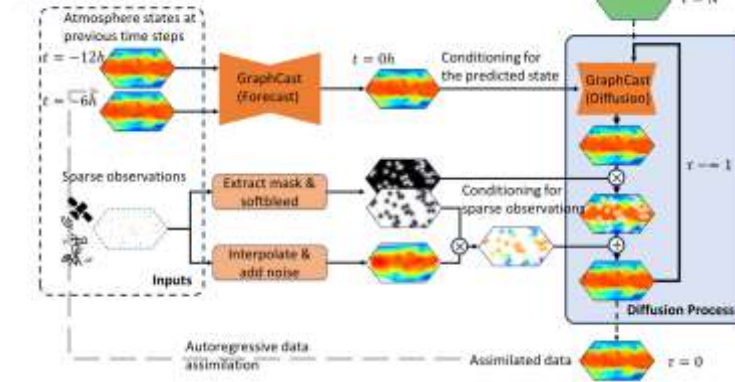 Atmosphere states at
previous time steps
t = −12h
t = −6h
GraphCast
(Forecast)
t = 0h
Conditioning for
the predicted state
GraphCast
(Diffusion)
τ −= 1
Sparse observations
Extract mask &
softbleed
Conditioning for
sparse observations
Interpolate &
add noise
Inputs
Diffusion Process
Autoregressive data
assimilation
Assimilated data
τ = 0